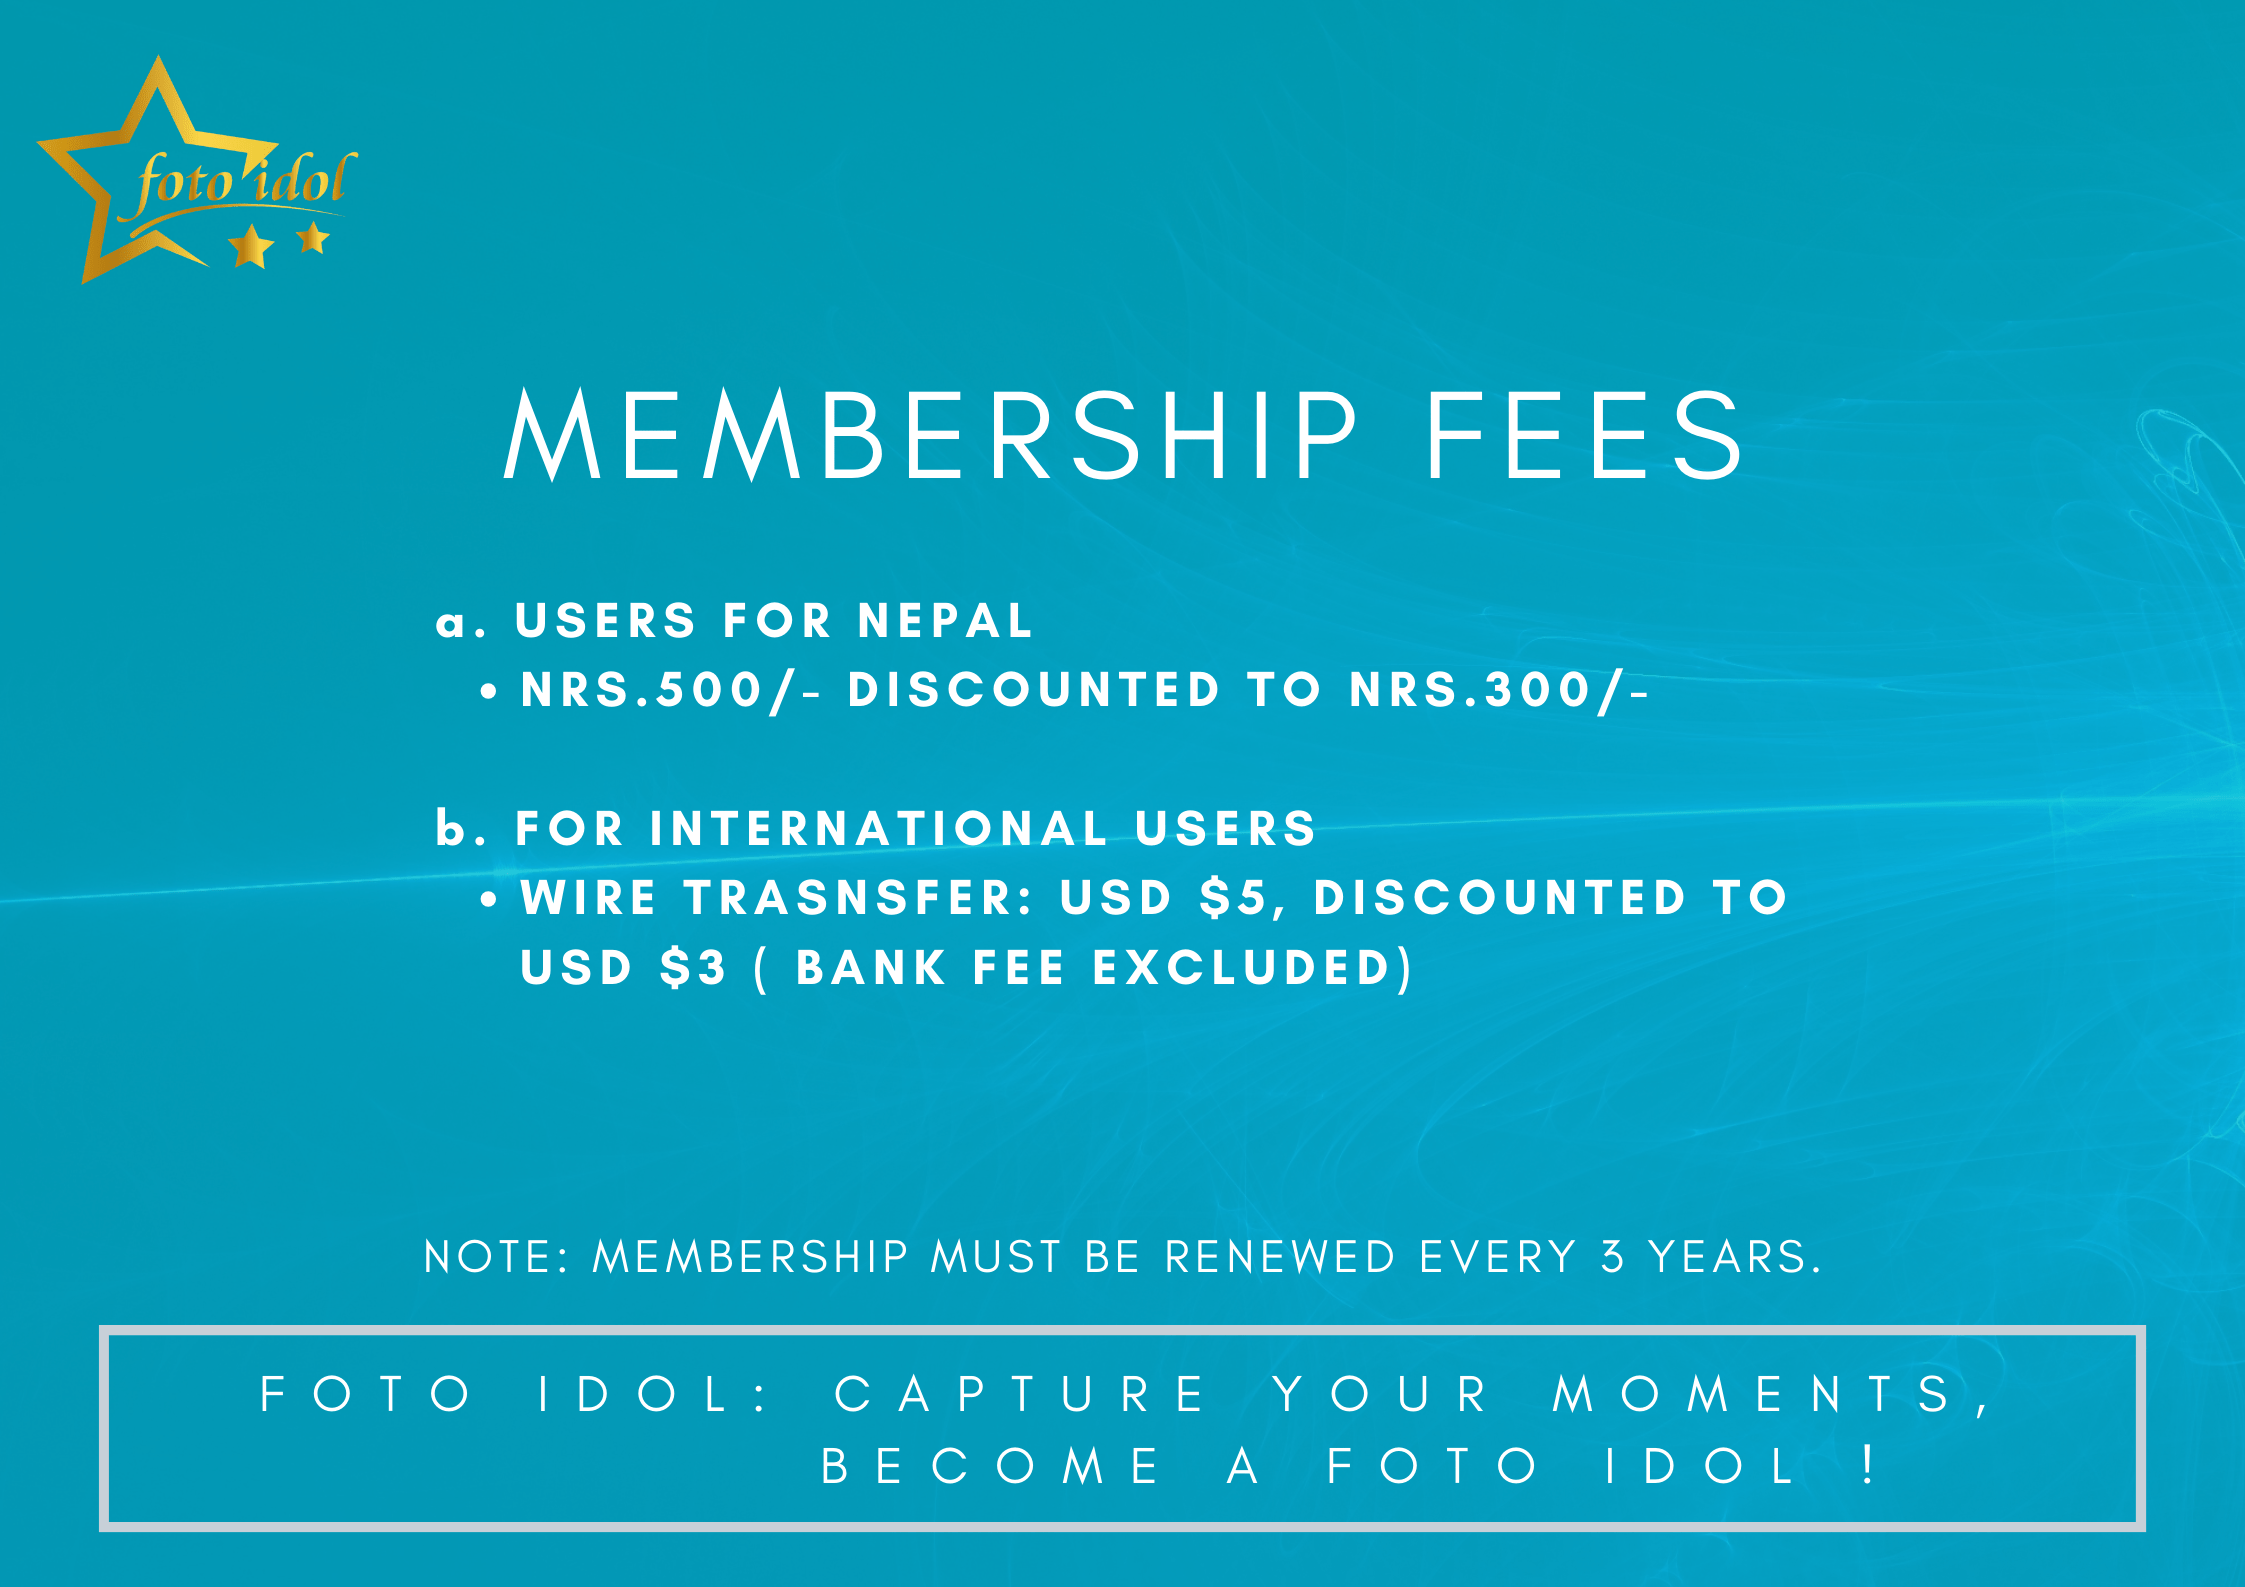 foto idol
MEMBERSHIP FEES
a. USERS FOR NEPAL
• NRS.500/- DISCOUNTED TO NRS.300/-
b. FOR INTERNATIONAL USERS
• WIRE TRASNSFER: USD $5, DISCOUNTED TO
USD $3 ( BANK FEE EXCLUDED)
NOTE: MEMBERSHIP MUST BE RENEWED EVERY 3 YEARS.
FOTO IDOL: CAPTURE YOUR MOMENTS,
BECOME A FOTO IDOL !